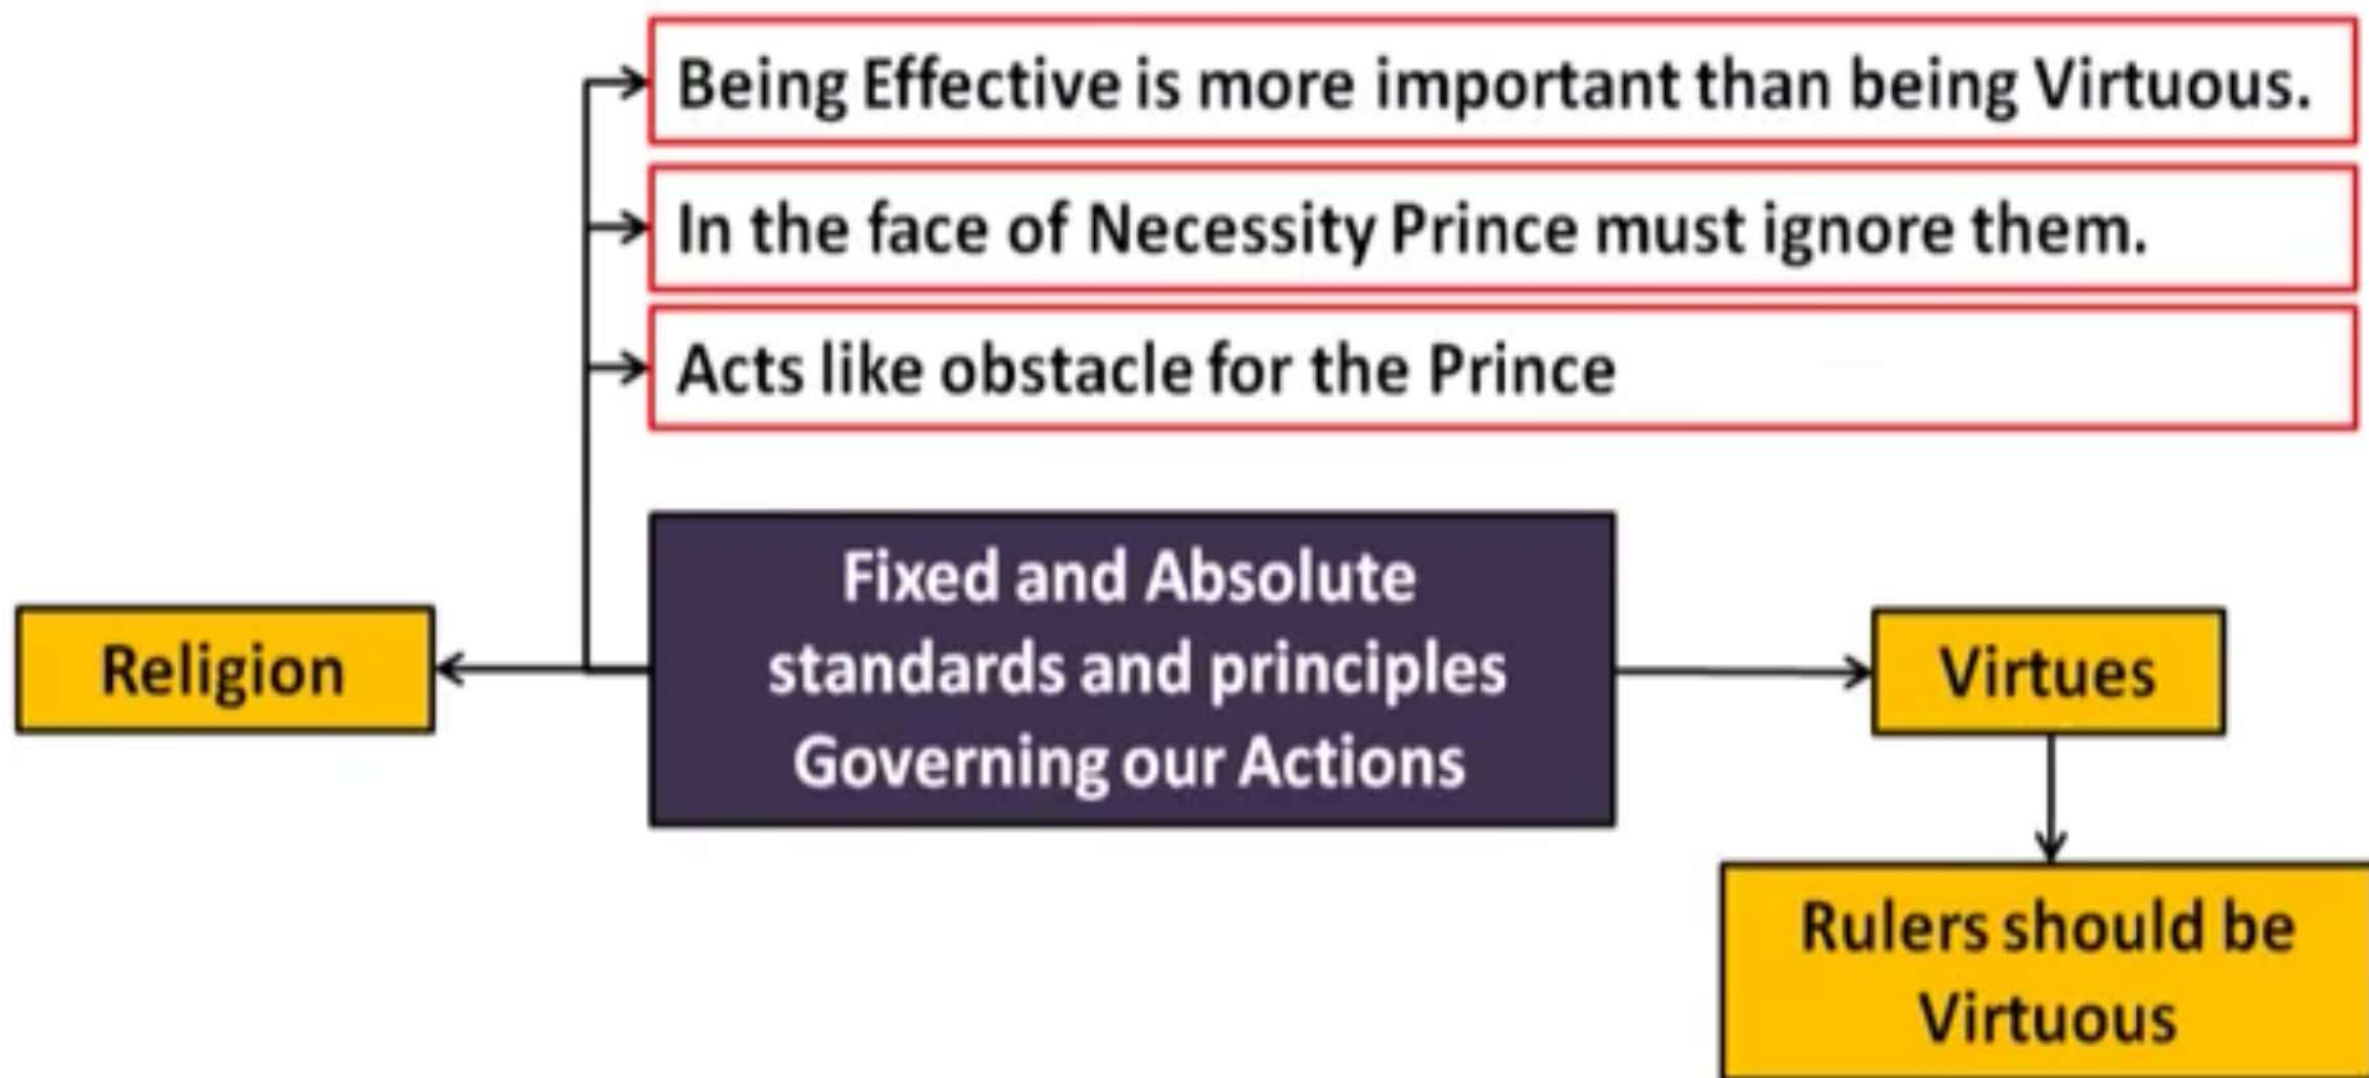 Being Effective is more important than being Virtuous.
In the face of Necessity Prince must ignore them.
Acts like obstacle for the Prince
Fixed and Absolute
standards and principles
Governing our Actions
Religion
Virtues
Rulers should be
Virtuous